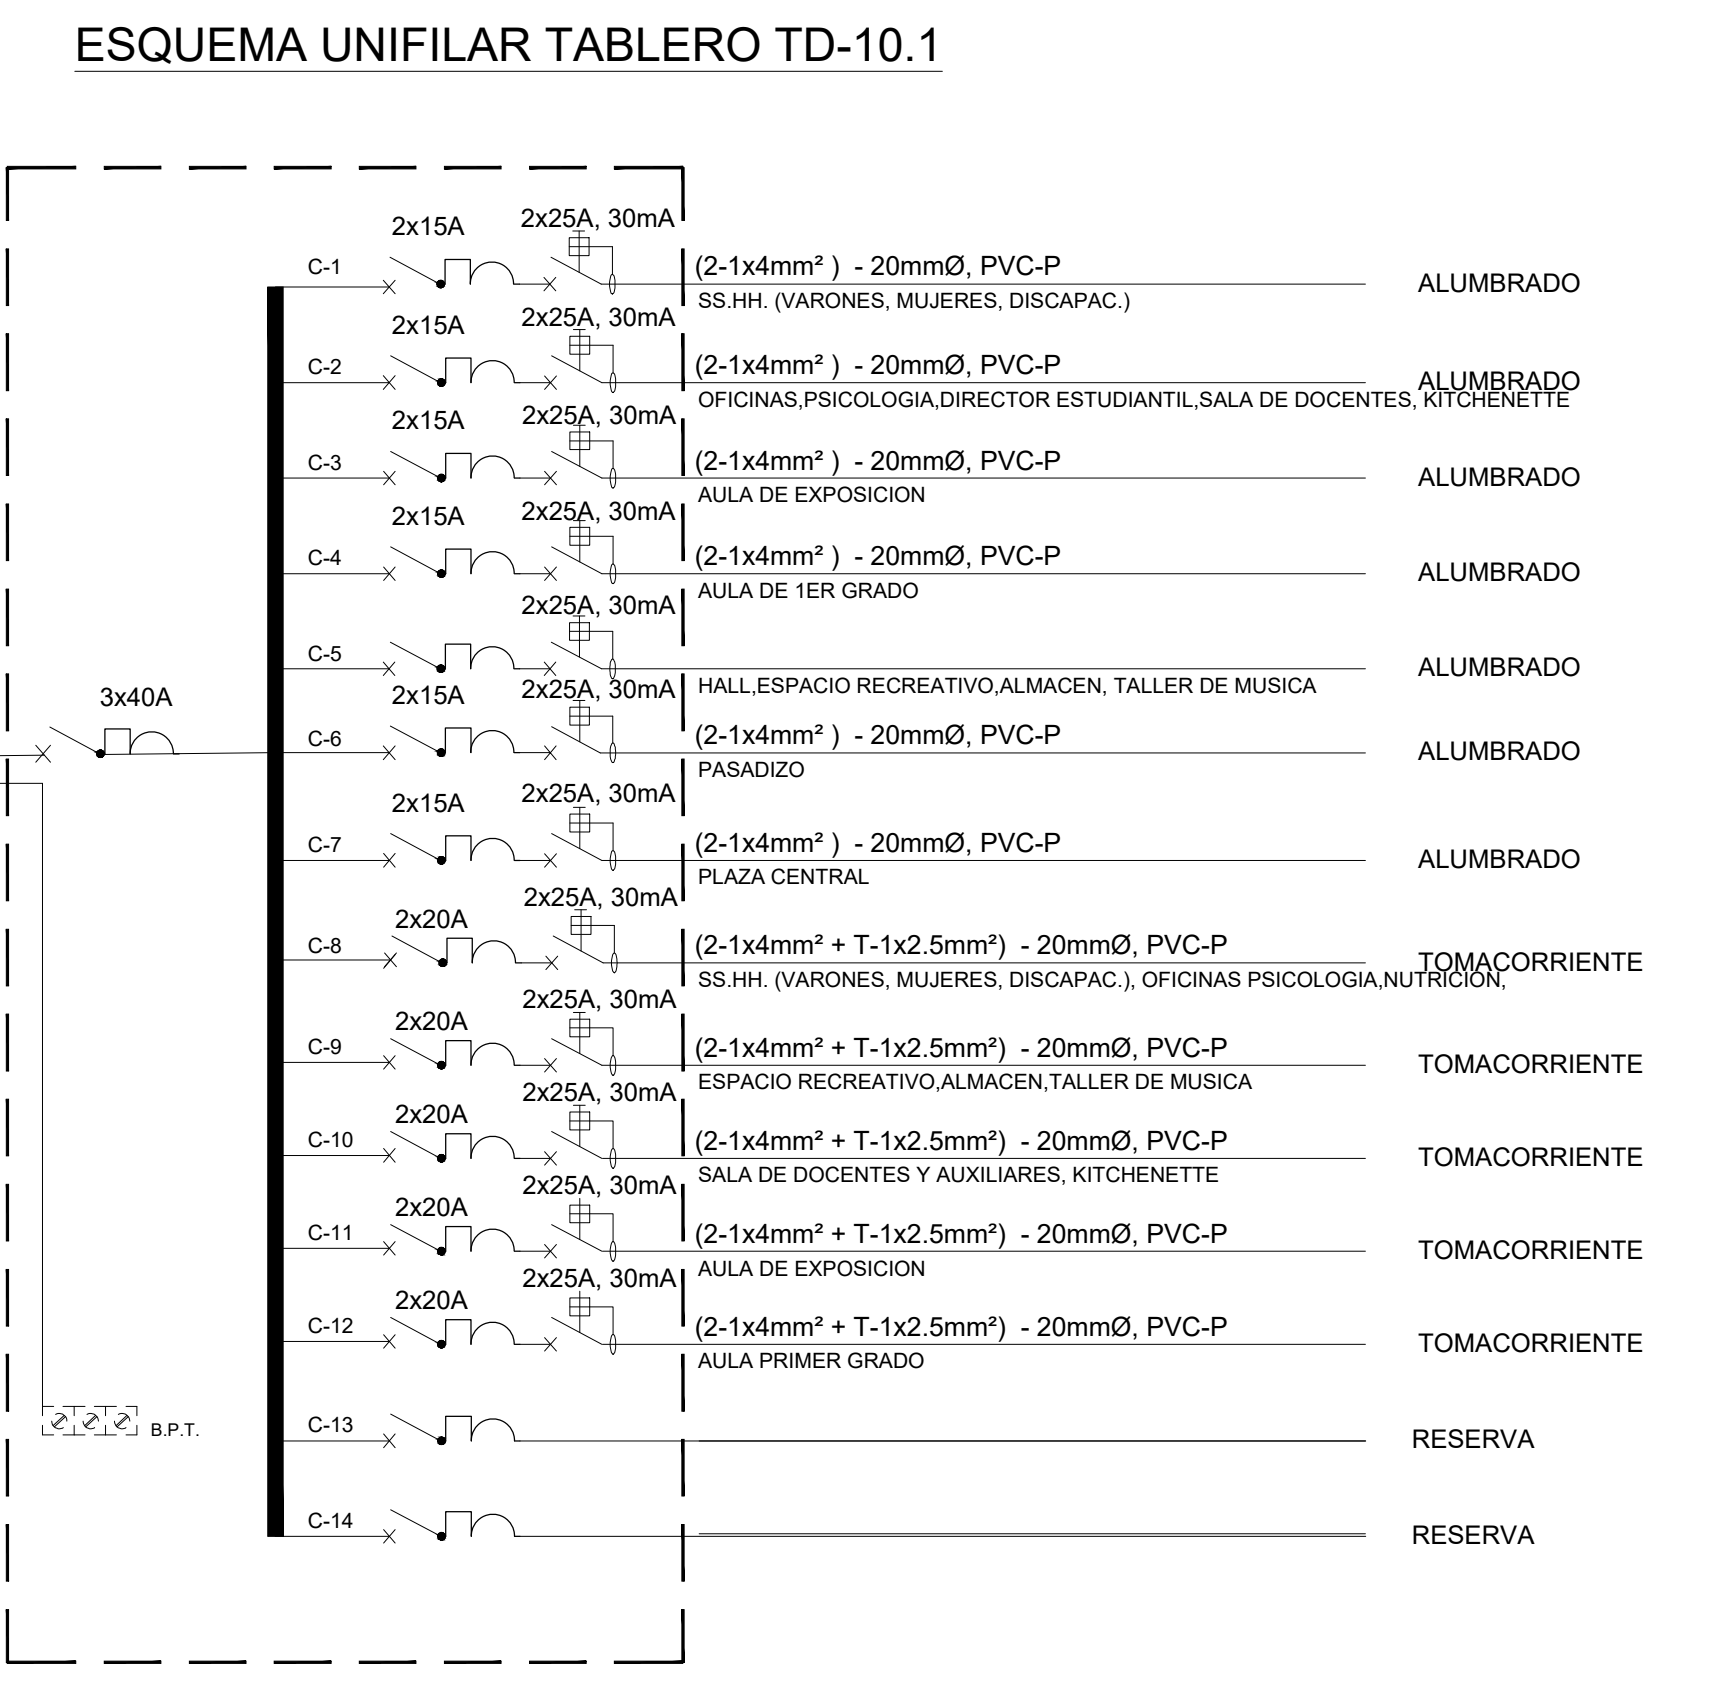 ESQUEMA UNIFILAR TABLERO TD-10.1
2x15A 2x25A, 30mA
C-1 (2-1x4mm² ) - 20mmØ, PVC-P ALUMBRADO
SS.HH. (VARONES, MUJERES, DISCAPAC.)
2x15A 2x25A, 30mA
C-2 (2-1x4mm² ) - 20mmØ, PVC-P ALUMBRADO
OFICINAS,PSICOLOGIA,DIRECTOR ESTUDIANTIL,SALA DE DOCENTES, KITCHENETTE
2x15A 2x25A, 30mA
C-3 (2-1x4mm² ) - 20mmØ, PVC-P ALUMBRADO
AULA DE EXPOSICION
2x15A 2x25A, 30mA
C-4 (2-1x4mm² ) - 20mmØ, PVC-P ALUMBRADO
AULA DE 1ER GRADO
2x25A, 30mA
C-5 ALUMBRADO
HALL,ESPACIO RECREATIVO,ALMACEN, TALLER DE MUSICA
3x40A
2x15A 2x25A, 30mA
C-6 (2-1x4mm² ) - 20mmØ, PVC-P ALUMBRADO
PASADIZO
2x15A 2x25A, 30mA
C-7 (2-1x4mm² ) - 20mmØ, PVC-P ALUMBRADO
PLAZA CENTRAL
2x20A 2x25A, 30mA
C-8 (2-1x4mm² + T-1x2.5mm²) - 20mmØ, PVC-P TOMACORRIENTE
SS.HH. (VARONES, MUJERES, DISCAPAC.), OFICINAS PSICOLOGIA,NUTRICION,
2x20A 2x25A, 30mA
C-9 (2-1x4mm² + T-1x2.5mm²) - 20mmØ, PVC-P TOMACORRIENTE
ESPACIO RECREATIVO,ALMACEN,TALLER DE MUSICA
2x20A 2x25A, 30mA
C-10 (2-1x4mm² + T-1x2.5mm²) - 20mmØ, PVC-P TOMACORRIENTE
SALA DE DOCENTES Y AUXILIARES, KITCHENETTE
2x20A 2x25A, 30mA
C-11 (2-1x4mm² + T-1x2.5mm²) - 20mmØ, PVC-P TOMACORRIENTE
AULA DE EXPOSICION
2x20A 2x25A, 30mA
C-12 (2-1x4mm² + T-1x2.5mm²) - 20mmØ, PVC-P TOMACORRIENTE
AULA PRIMER GRADO
B.P.T.
C-13 RESERVA
C-14 RESERVA